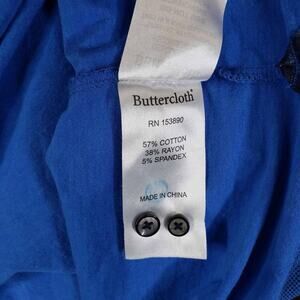 Buttercloth®
RN 153890
57% COTTON
38% RAYON
5% SPANDEX
MADE IN CHINA